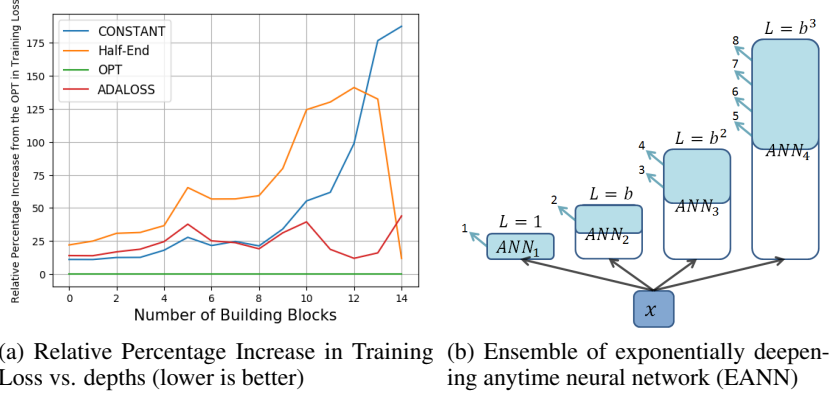 Relative Percentage Increase from the OPT in Training Loss
CONSTANT
Half-End
OPT
ADALOSS
175
150
125
100
75
50
25
0
0 2 4 6 8 10 12 14
Number of Building Blocks
(a) Relative Percentage Increase in Training
Loss vs. depths (lower is better)
L = b³
8
7
6
5
ANN₄
L = b²
4
3
ANN₃
L = b
2
ANN₂
L = 1
1
ANN₁
x
(b) Ensemble of exponentially deepen-
ing anytime neural network (EANN)